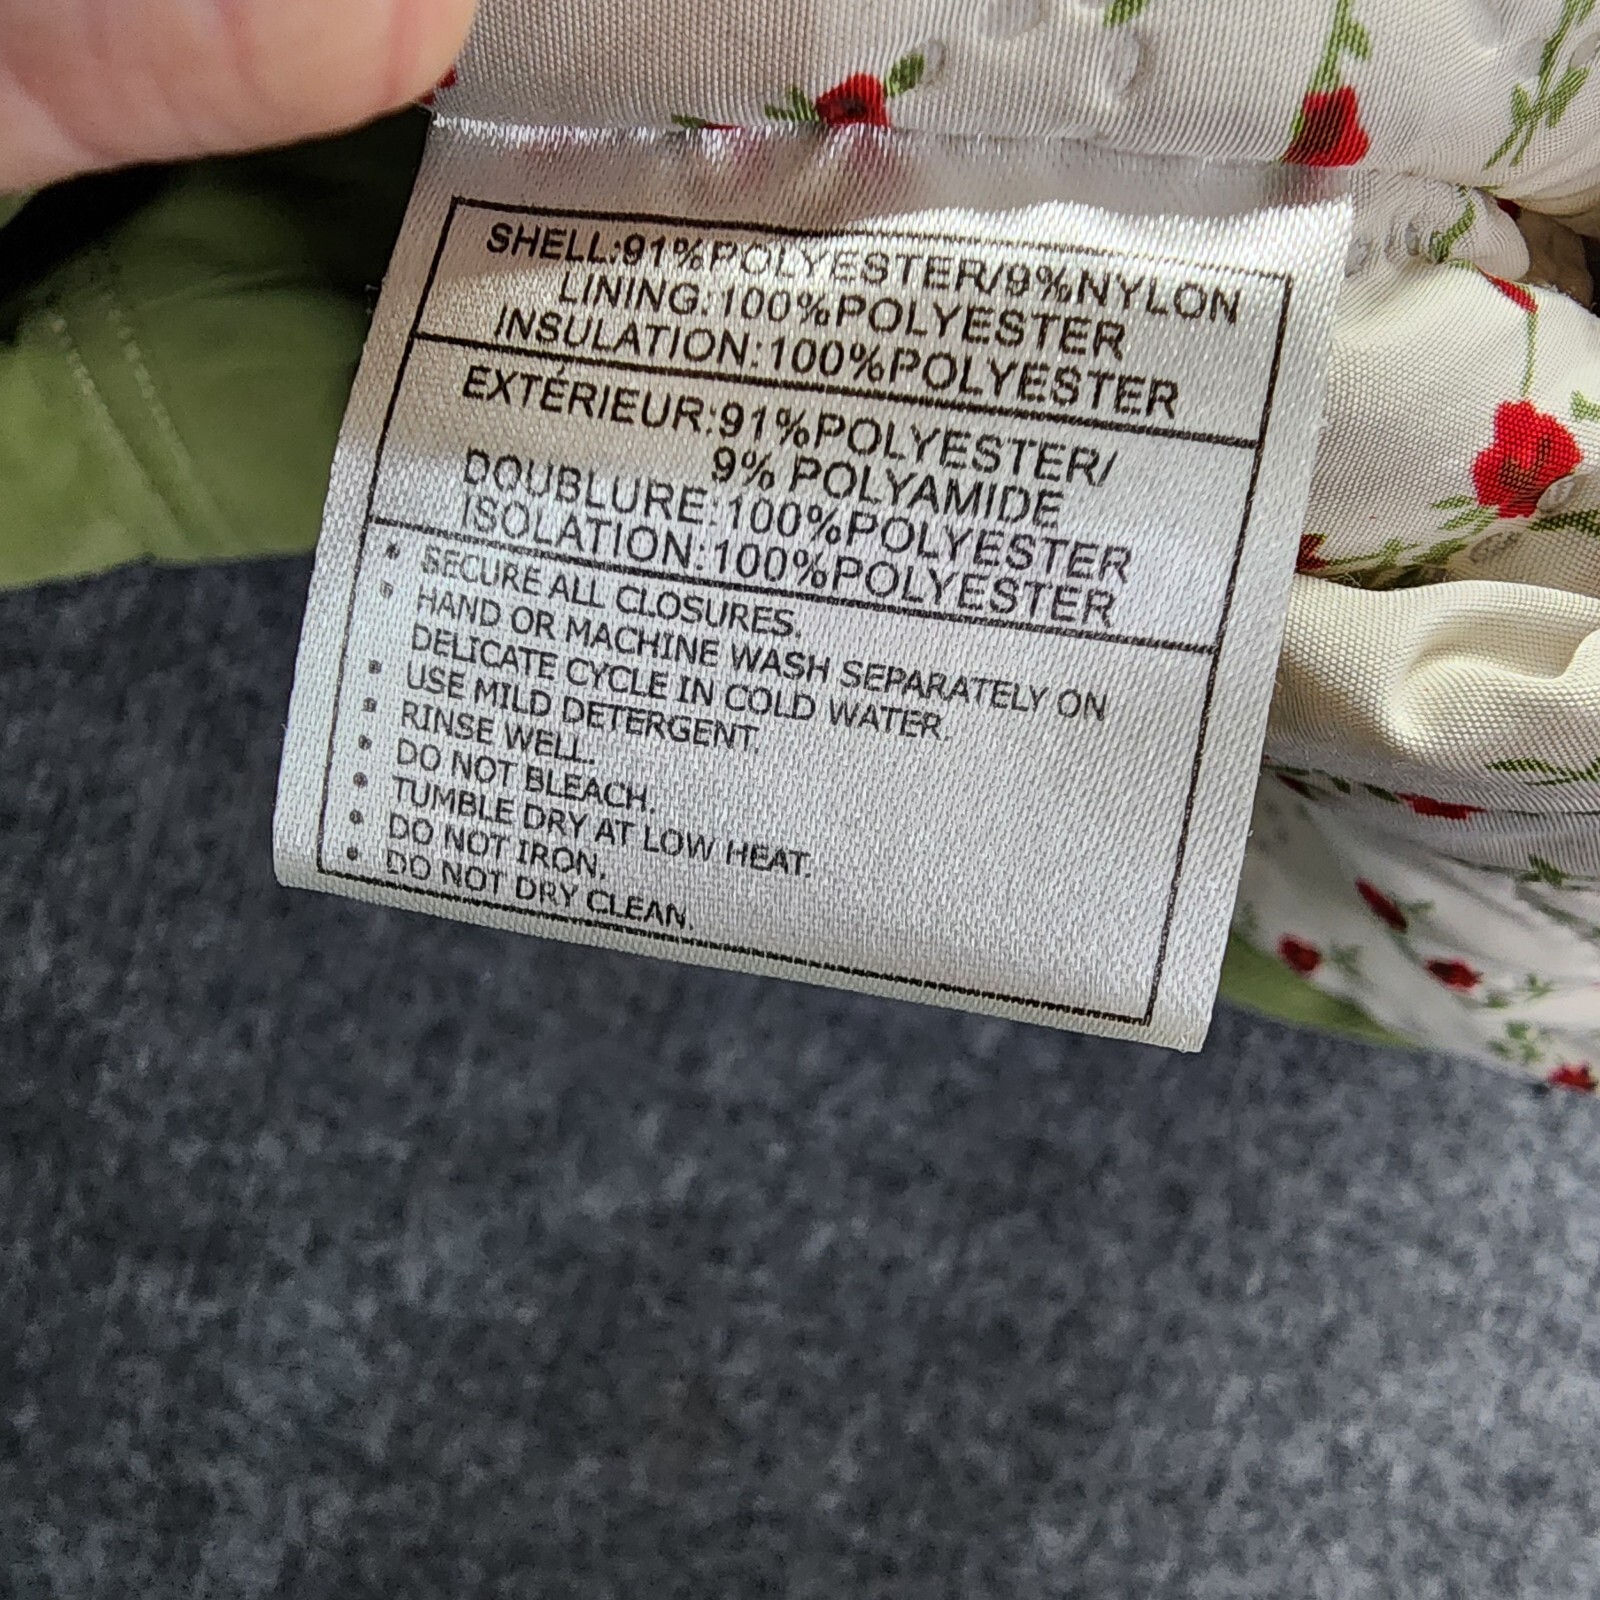 SHELL:91%POLYESTER/9%NYLON
LINING:100%POLYESTER
INSULATION:100%POLYESTER
EXTÉRIEUR:91%POLYESTER/
9% POLYAMIDE
DOUBLURE:100%POLYESTER
ISOLATION:100%POLYESTER
• SECURE ALL CLOSURES.
• HAND OR MACHINE WASH SEPARATELY ON
DELICATE CYCLE IN COLD WATER.
• USE MILD DETERGENT.
• RINSE WELL.
• DO NOT BLEACH.
• TUMBLE DRY AT LOW HEAT.
• DO NOT IRON.
• DO NOT DRY CLEAN.